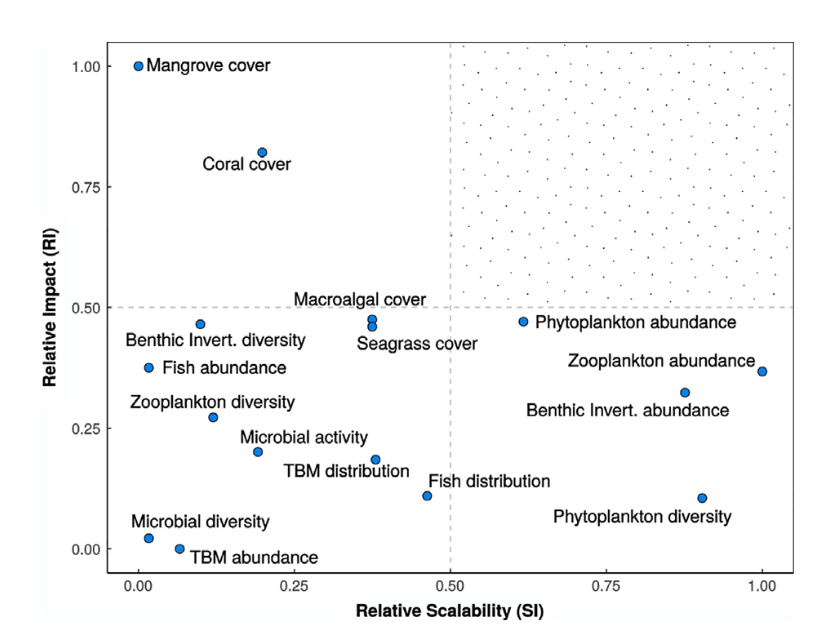 1.00
Mangrove cover
Coral cover
0.75
Relative Impact (RI)
Macroalgal cover
0.50
Phytoplankton abundance
Benthic Invert. diversity
Seagrass cover
Zooplankton abundance
Fish abundance
Zooplankton diversity
Benthic Invert. abundance
0.25
Microbial activity
TBM distribution
Fish distribution
Phytoplankton diversity
Microbial diversity
0.00
TBM abundance
0.00 0.25 0.50 0.75 1.00
Relative Scalability (SI)